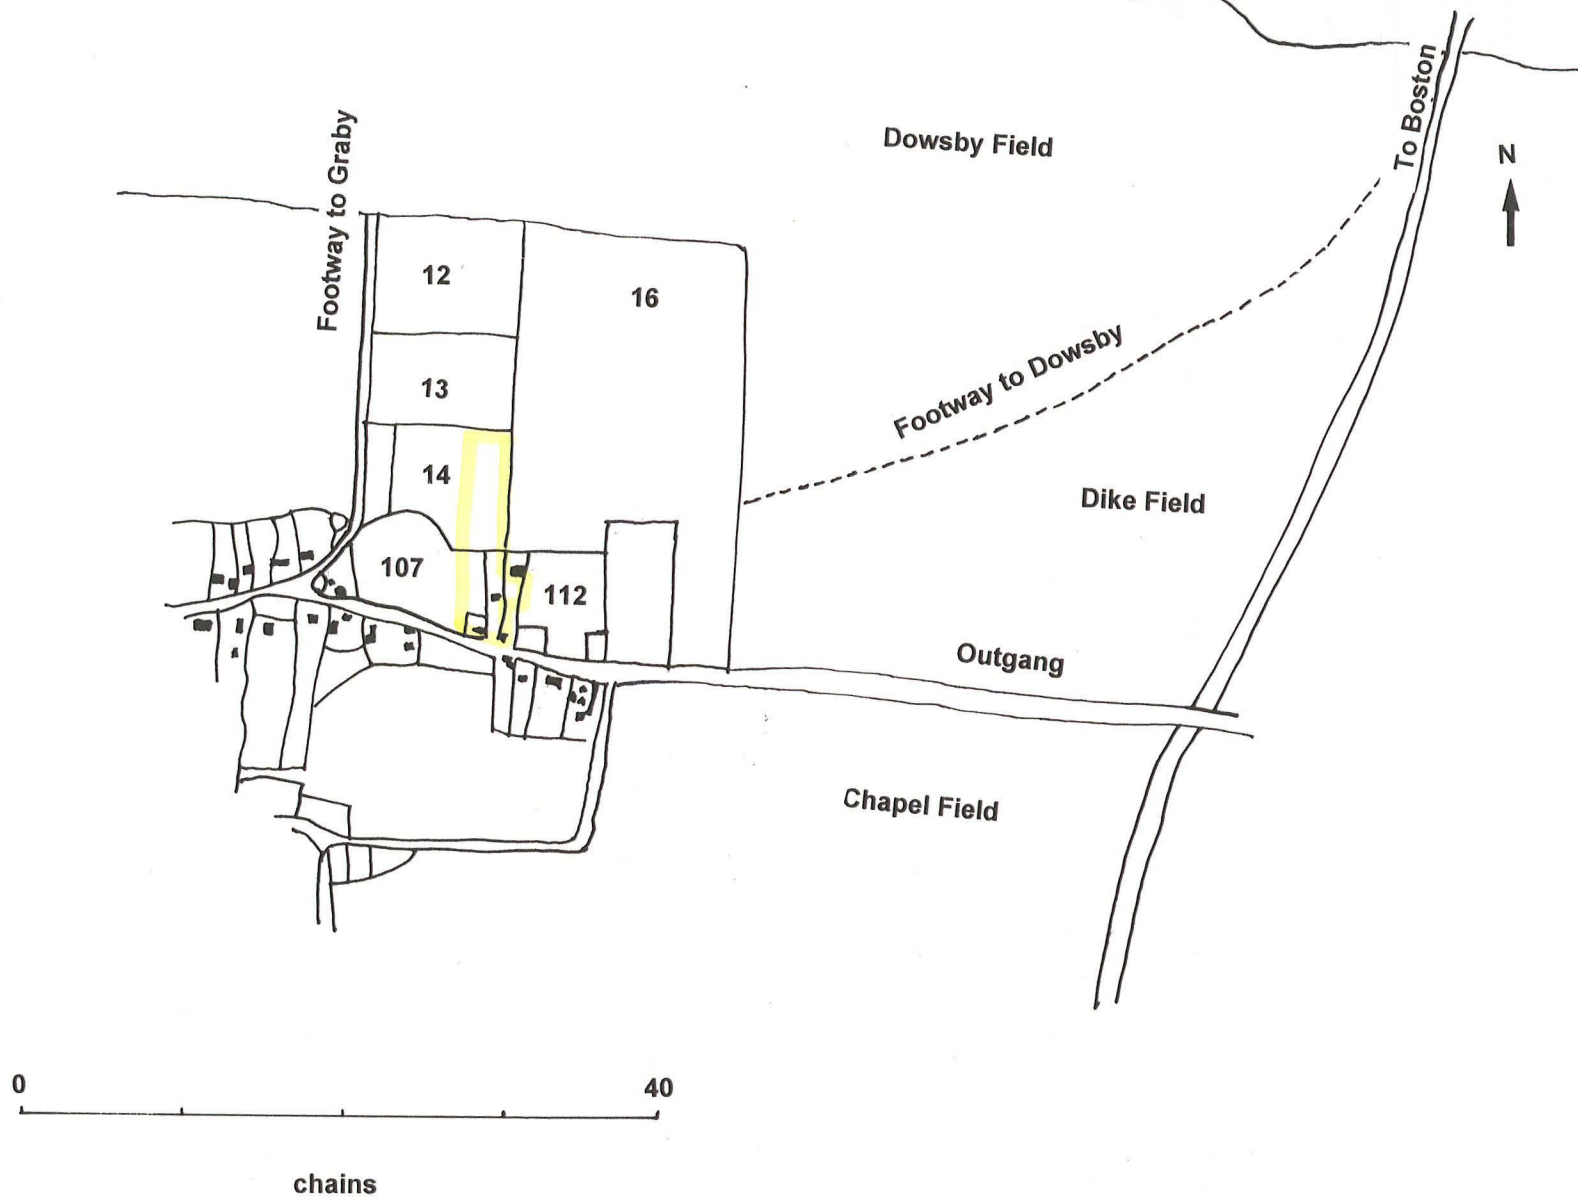 To Boston
Dowsby Field
N
Footway to Graby
12
16
Footway to Dowsby
13
14
Dike Field
107
112
Outgang
Chapel Field
0
40
chains